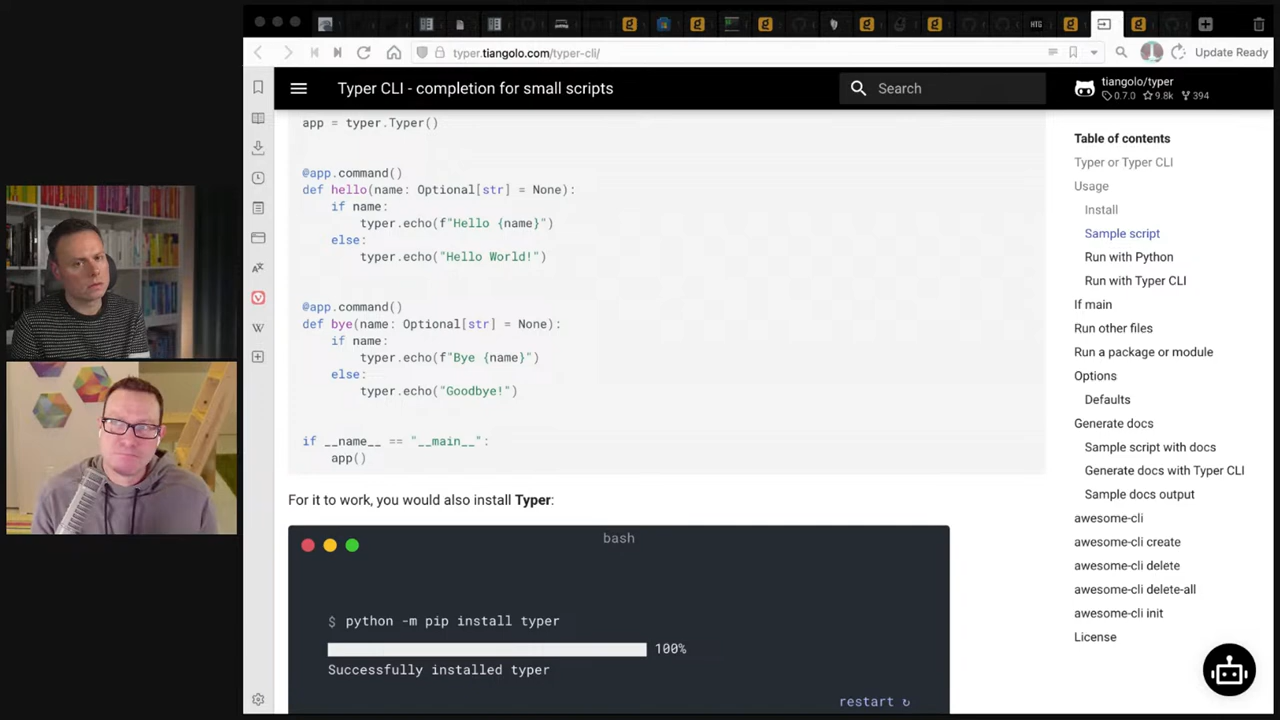 typer.tiangolo.com/typer-cli/
Update Ready
Typer CLI - completion for small scripts
Search
tiangolo/typer
0.7.0 9.8k 394
app = typer.Typer()
@app.command()
def hello(name: Optional[str] = None):
    if name:
        typer.echo(f"Hello {name}")
    else:
        typer.echo("Hello World!")
@app.command()
def bye(name: Optional[str] = None):
    if name:
        typer.echo(f"Bye {name}")
    else:
        typer.echo("Goodbye!")
if __name__ == "__main__":
    app()
For it to work, you would also install Typer:
bash
$ python -m pip install typer
100%
Successfully installed typer
restart ↻
Table of contents
Typer or Typer CLI
Usage
Install
Sample script
Run with Python
Run with Typer CLI
If main
Run other files
Run a package or module
Options
Defaults
Generate docs
Sample script with docs
Generate docs with Typer CLI
Sample docs output
awesome-cli
awesome-cli create
awesome-cli delete
awesome-cli delete-all
awesome-cli init
License